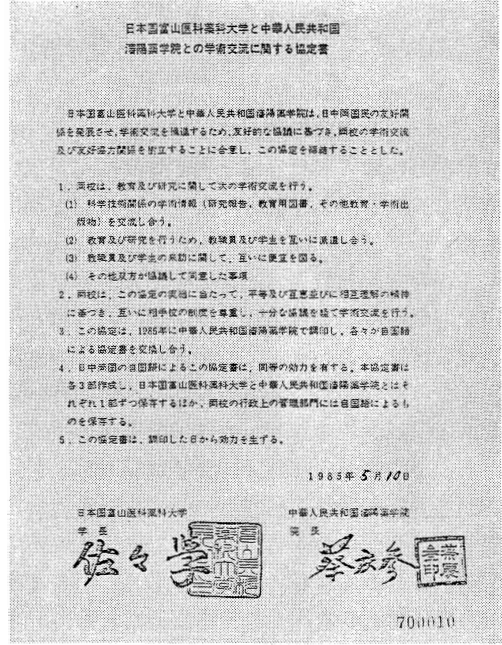 日本国富山医科薬科大学と中華人民共和国
瀋陽薬学院との学術交流に関する協定書
日本国富山医科薬科大学と中華人民共和国瀋陽薬学院は、日中両国民の友好関
係を発展させ、学術交流を推進するため、友好的な協議に基づき、両校の学術交流
及び友好協力関係を樹立することに合意し、この協定を締結することとした。
1．両校は、教育及び研究に関して次の学術交流を行う。
(1) 科学技術関係の学術情報（研究報告、教育用図書、その他教育・学術出
版物）を交流し合う。
(2) 教育及び研究を行うため、教職員及び学生を互いに派遣し合う。
(3) 教職員及び学生の来訪に関して、互いに便宜を図る。
(4) その他双方が協議して同意した事項
2．両校は、この協定の実施に当たって、平等及び互恵並びに相互理解の精神
に基づき、互いに相手校の制度を尊重し、十分な協議を経て学術交流を行う。
3．この協定は、1985年に中華人民共和国瀋陽薬学院で調印し、各々が自国語
による協定書を交換し合う。
4．日中両国の自国語によるこの協定書は、同等の効力を有する。本協定書は
各3部作成し、日本国富山医科薬科大学と中華人民共和国瀋陽薬学院とはそ
れぞれ1部ずつ保存するほか、両校の行政上の管理部門には自国語によるも
のを保存する。
5．この協定書は、調印した日から効力を生ずる。
1985年5月10日
日本国富山医科薬科大学
中華人民共和国瀋陽薬学院
学　長
院　長
佐々学
700010